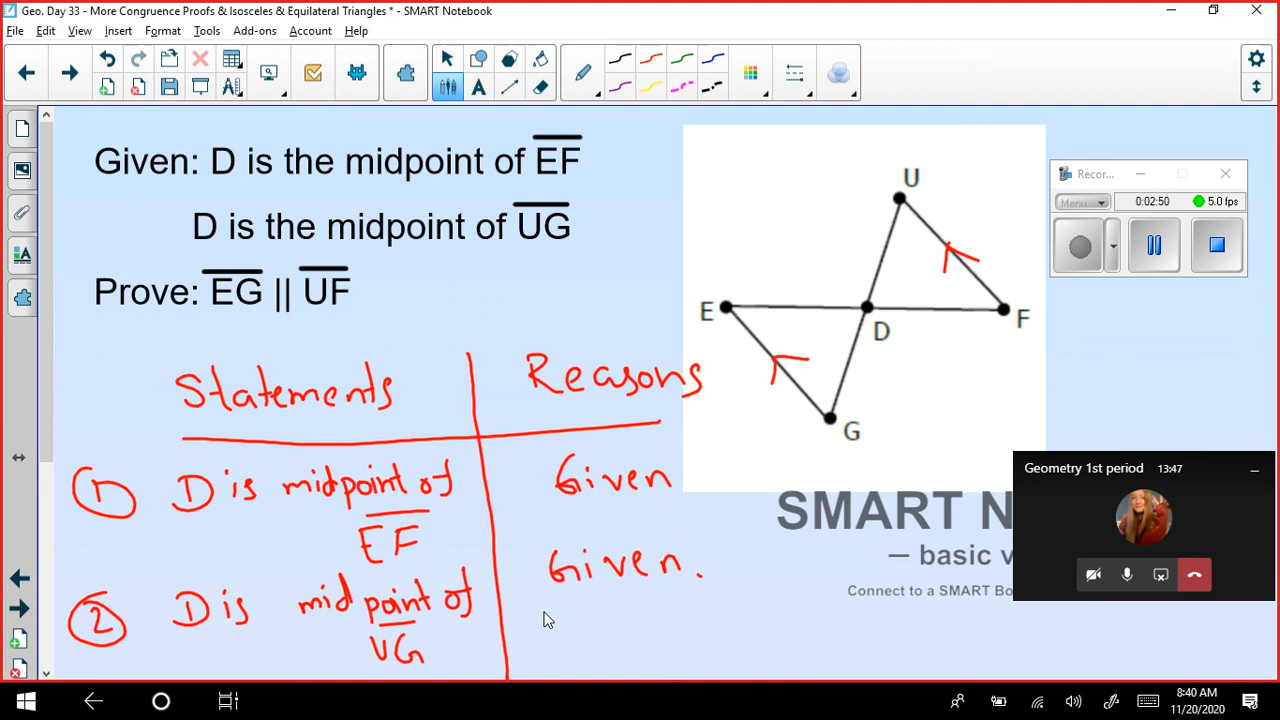 Geo. Day 33 - More Congruence Proofs & Isosceles & Equilateral Triangles * - SMART Notebook
File Edit View Insert Format Tools Add-ons Account Help
Given: D is the midpoint of EF
D is the midpoint of UG
Prove: EG || UF
U
E
D
F
G
Recor...
Menu
0:02:50
5.0 fps
Statements
Reasons
1 D is midpoint of
EF
Given
2 D is midpoint of
UG
Given.
Geometry 1st period 13:47
SMART N
— basic v
Connect to a SMART Bo
8:40 AM
11/20/2020